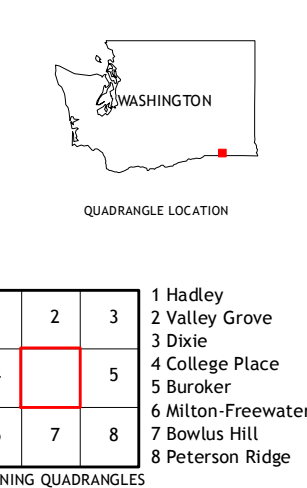 WASHINGTON
QUADRANGLE LOCATION
2 3
5
7 8
1 Hadley
2 Valley Grove
3 Dixie
4 College Place
5 Buroker
6 Milton-Freewater
7 Bowlus Hill
8 Peterson Ridge
QUADRANGLES